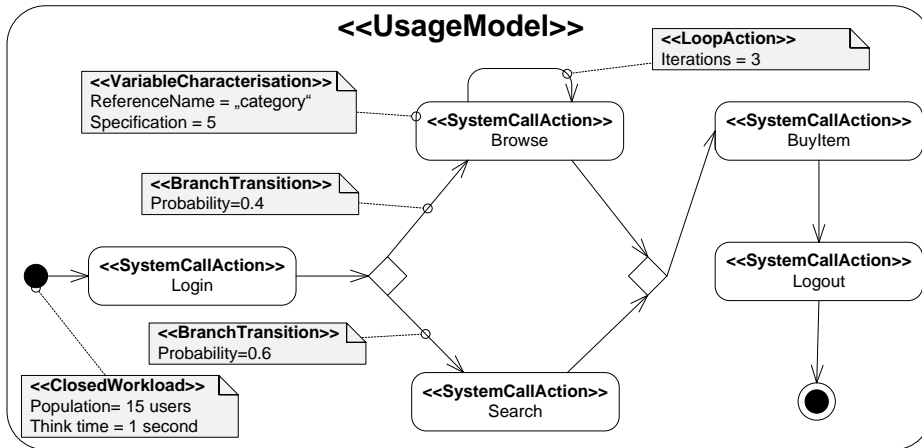 <<UsageModel>>
<<LoopAction>>
Iterations = 3
<<VariableCharacterisation>>
ReferenceName = „category“
Specification = 5
<<SystemCallAction>>
Browse
<<SystemCallAction>>
BuyItem
<<BranchTransition>>
Probability=0.4
<<SystemCallAction>>
Login
<<SystemCallAction>>
Logout
<<BranchTransition>>
Probability=0.6
<<ClosedWorkload>>
Population= 15 users
Think time = 1 second
<<SystemCallAction>>
Search